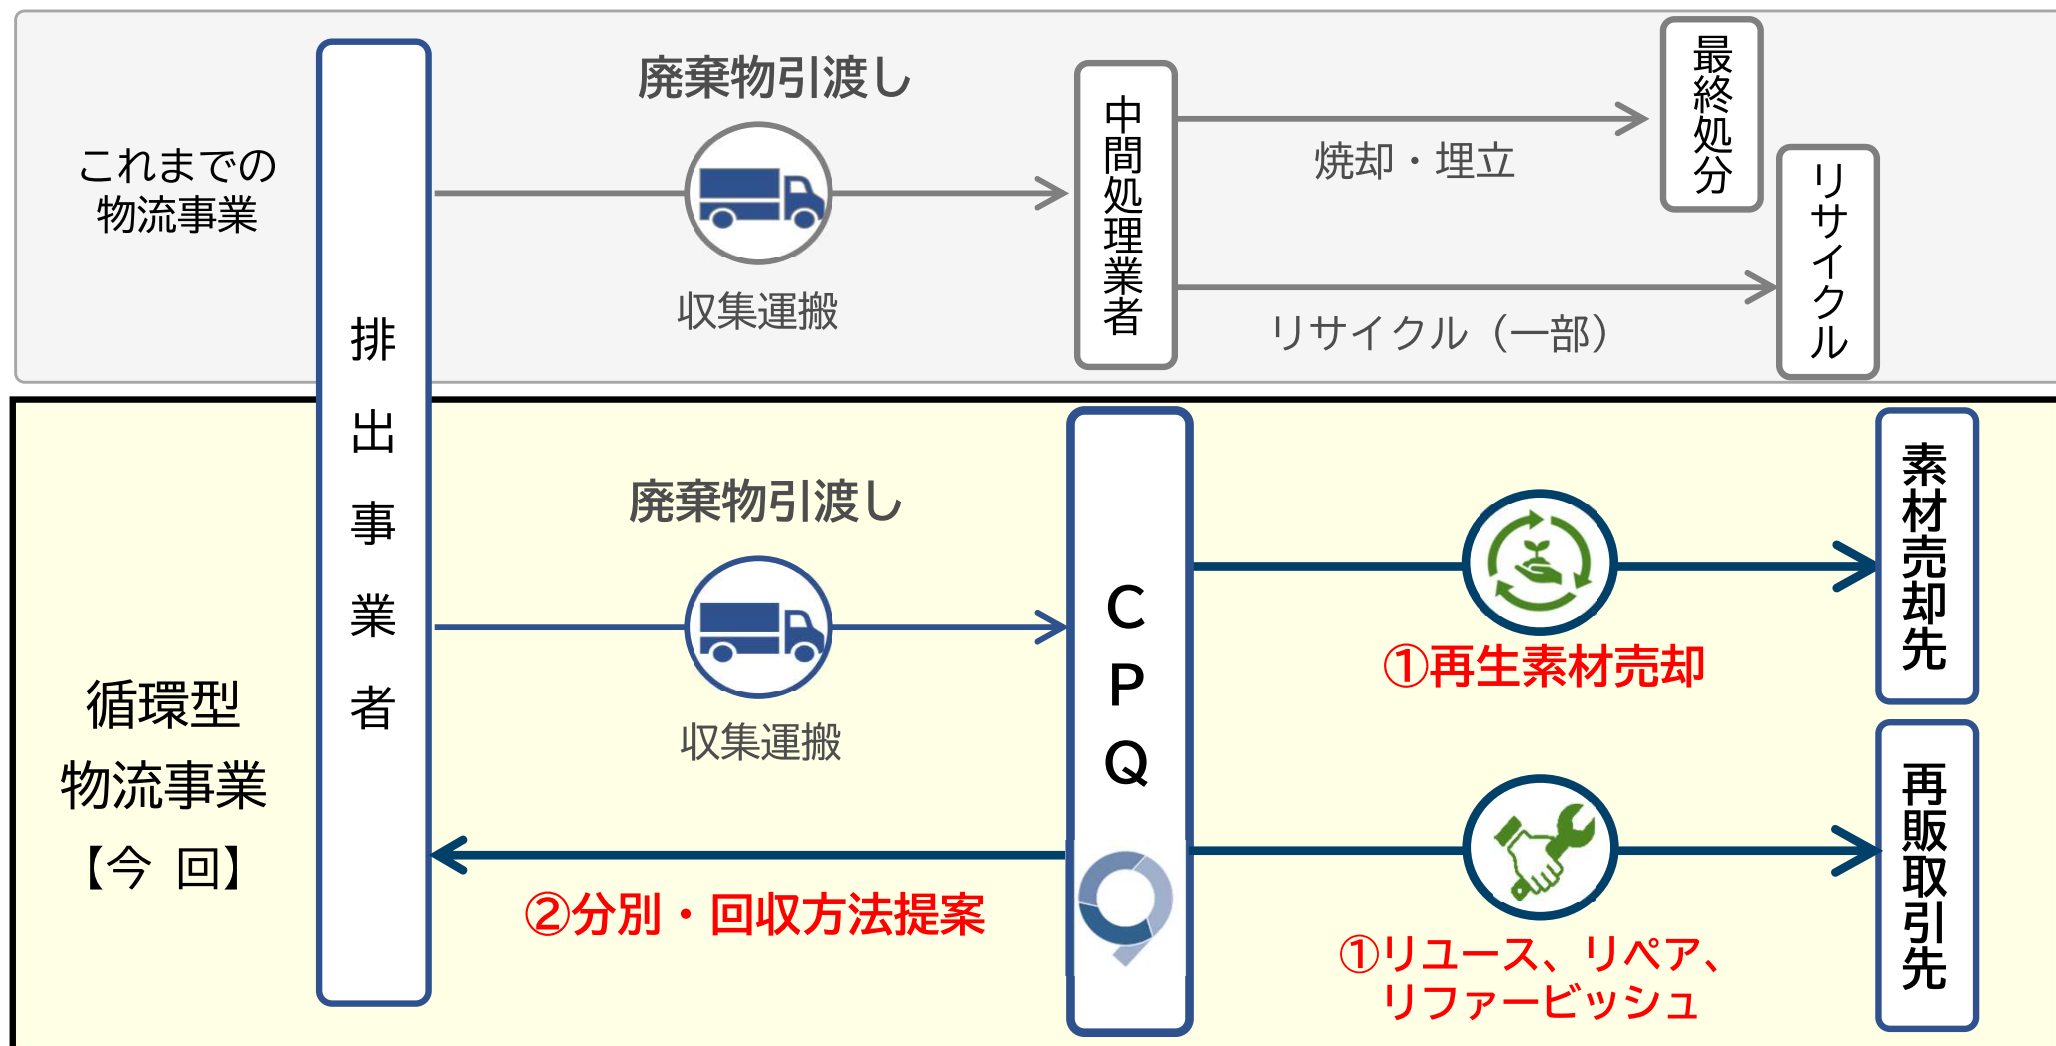 これまでの
物流事業
排出事業者
廃棄物引渡し
収集運搬
中間処理業者
焼却・埋立
リサイクル（一部）
最終処分
リサイクル
循環型
物流事業
【今 回】
廃棄物引渡し
収集運搬
②分別・回収方法提案
CPQ
①再生素材売却
①リユース、リペア、
リファービッシュ
素材売却先
再販取引先